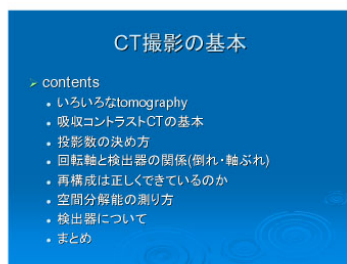 CT撮影の基本
contents
いろいろなtomography
吸収コントラストCTの基本
投影数の決め方
回転軸と検出器の関係(倒れ・軸ぶれ)
再構成は正しくできているのか
空間分解能の測り方
検出器について
まとめ